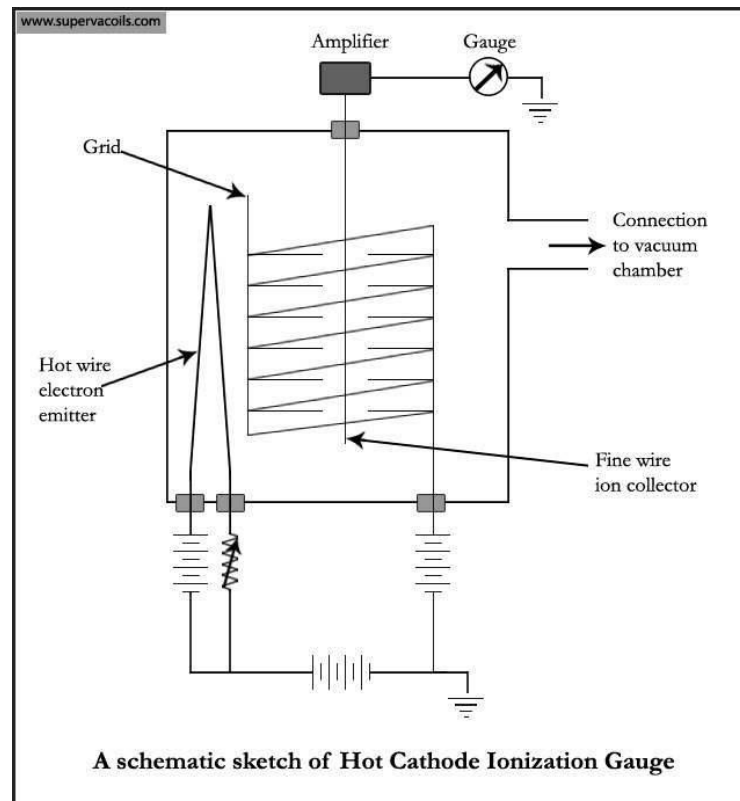 www.supervacoils.com
Amplifier
Gauge
Grid
Connection
to vacuum
chamber
Hot wire
electron
emitter
Fine wire
ion collector
A schematic sketch of Hot Cathode Ionization Gauge